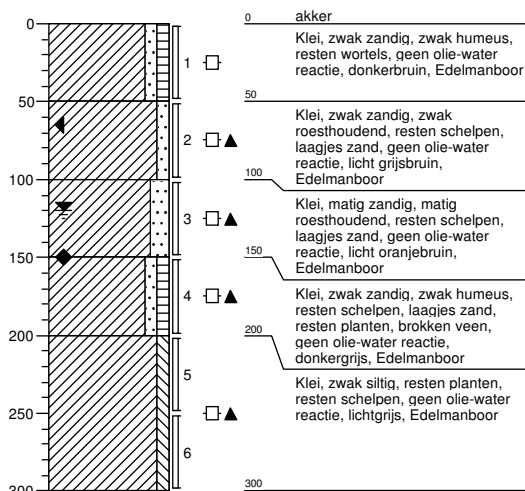 0
50
100
150
200
250
300
1
2
3
4
5
6
0 akker
Klei, zwak zandig, zwak humeus,
resten wortels, geen olie-water
reactie, donkerbruin, Edelmanboor
50
Klei, zwak zandig, zwak
roesthoudend, resten schelpen,
laagjes zand, geen olie-water
reactie, licht grijsbruin,
Edelmanboor
100
Klei, matig zandig, matig
roesthoudend, resten schelpen,
laagjes zand, geen olie-water
reactie, licht oranjebruin,
Edelmanboor
150
Klei, zwak zandig, zwak humeus,
resten schelpen, laagjes zand,
resten planten, brokken veen,
geen olie-water reactie,
donkergrijs, Edelmanboor
200
Klei, zwak siltig, resten planten,
resten schelpen, geen olie-water
reactie, lichtgrijs, Edelmanboor
300